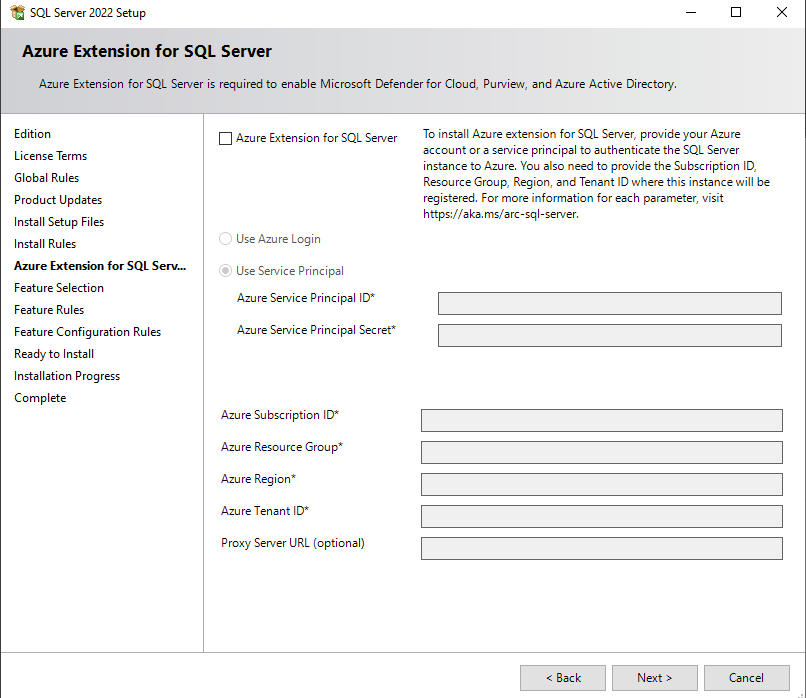 SQL Server 2022 Setup
Azure Extension for SQL Server
Azure Extension for SQL Server is required to enable Microsoft Defender for Cloud, Purview, and Azure Active Directory.
Edition
License Terms
Global Rules
Product Updates
Install Setup Files
Install Rules
Azure Extension for SQL Serv...
Feature Selection
Feature Rules
Feature Configuration Rules
Ready to Install
Installation Progress
Complete
Azure Extension for SQL Server
To install Azure extension for SQL Server, provide your Azure
account or a service principal to authenticate the SQL Server
instance to Azure. You also need to provide the Subscription ID,
Resource Group, Region, and Tenant ID where this instance will be
registered. For more information for each parameter, visit
https://aka.ms/arc-sql-server.
Use Azure Login
Use Service Principal
Azure Service Principal ID*
Azure Service Principal Secret*
Azure Subscription ID*
Azure Resource Group*
Azure Region*
Azure Tenant ID*
Proxy Server URL (optional)
< Back
Next >
Cancel